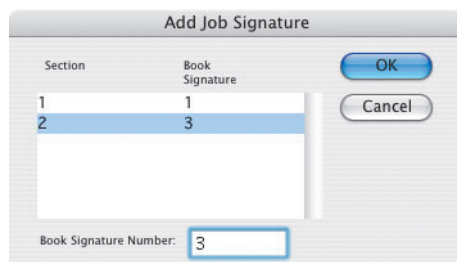 Add Job Signature
Section Book Signature
OK
1 1
2 3
Cancel
Book Signature Number: 3